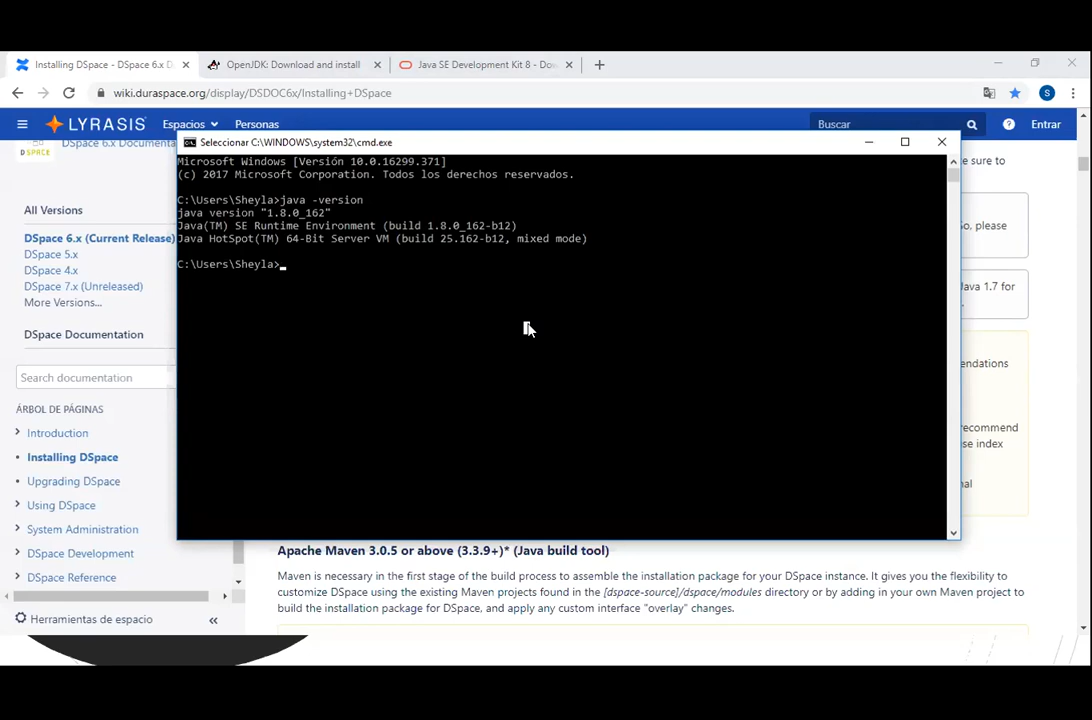 Installing DSpace - DSpace 6.x D
OpenJDK: Download and install
Java SE Development Kit 8 - Dow
wiki.duraspace.org/display/DSDOC6x/Installing+DSpace
S
LYRASIS
Espacios
Personas
Buscar
Entrar
DSPACE
DSpace 6.x Documenta
All Versions
DSpace 6.x (Current Release)
DSpace 5.x
DSpace 4.x
DSpace 7.x (Unreleased)
More Versions...
DSpace Documentation
Search documentation
ÁRBOL DE PÁGINAS
Introduction
Installing DSpace
Upgrading DSpace
Using DSpace
System Administration
DSpace Development
DSpace Reference
Herramientas de espacio
Seleccionar C:\WINDOWS\system32\cmd.exe
Microsoft Windows [Versión 10.0.16299.371]
(c) 2017 Microsoft Corporation. Todos los derechos reservados.
C:\Users\Sheyla>java -version
java version "1.8.0_162"
Java(TM) SE Runtime Environment (build 1.8.0_162-b12)
Java HotSpot(TM) 64-Bit Server VM (build 25.162-b12, mixed mode)
C:\Users\Sheyla>
ce sure to
So, please
Java 1.7 for
endations
recommend
se index
nal
Apache Maven 3.0.5 or above (3.3.9+)* (Java build tool)
Maven is necessary in the first stage of the build process to assemble the installation package for your DSpace instance. It gives you the flexibility to
customize DSpace using the existing Maven projects found in the [dspace-source]/dspace/modules directory or by adding in your own Maven project to
build the installation package for DSpace, and apply any custom interface "overlay" changes.